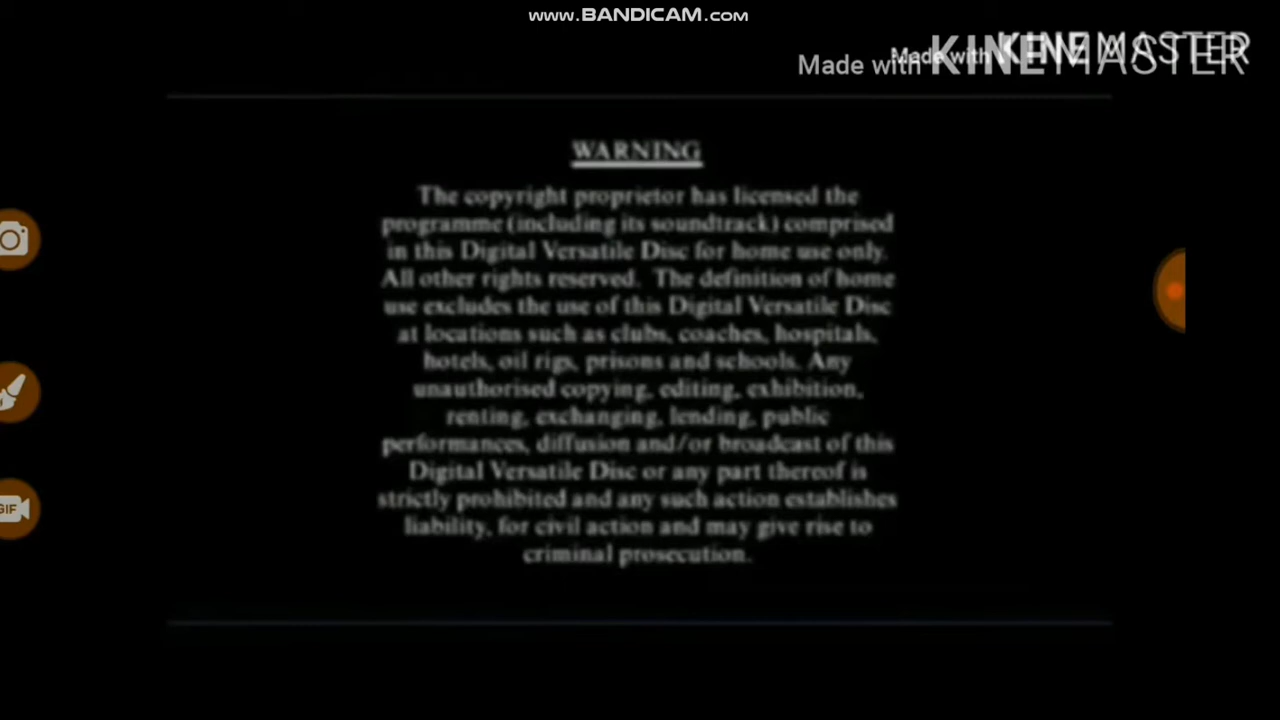 www.BANDICAM.com
Made with KINEMASTER
Made with KINEMASTER
WARNING
The copyright proprietor has licensed the
programme (including its soundtrack) comprised
in this Digital Versatile Disc for home use only.
All other rights reserved. The definition of home
use excludes the use of this Digital Versatile Disc
at locations such as clubs, coaches, hospitals,
hotels, oil rigs, prisons and schools. Any
unauthorised copying, editing, exhibition,
renting, exchanging, lending, public
performances, diffusion and/or broadcast of this
Digital Versatile Disc or any part thereof is
strictly prohibited and any such action establishes
liability, for civil action and may give rise to
criminal prosecution.
GIF